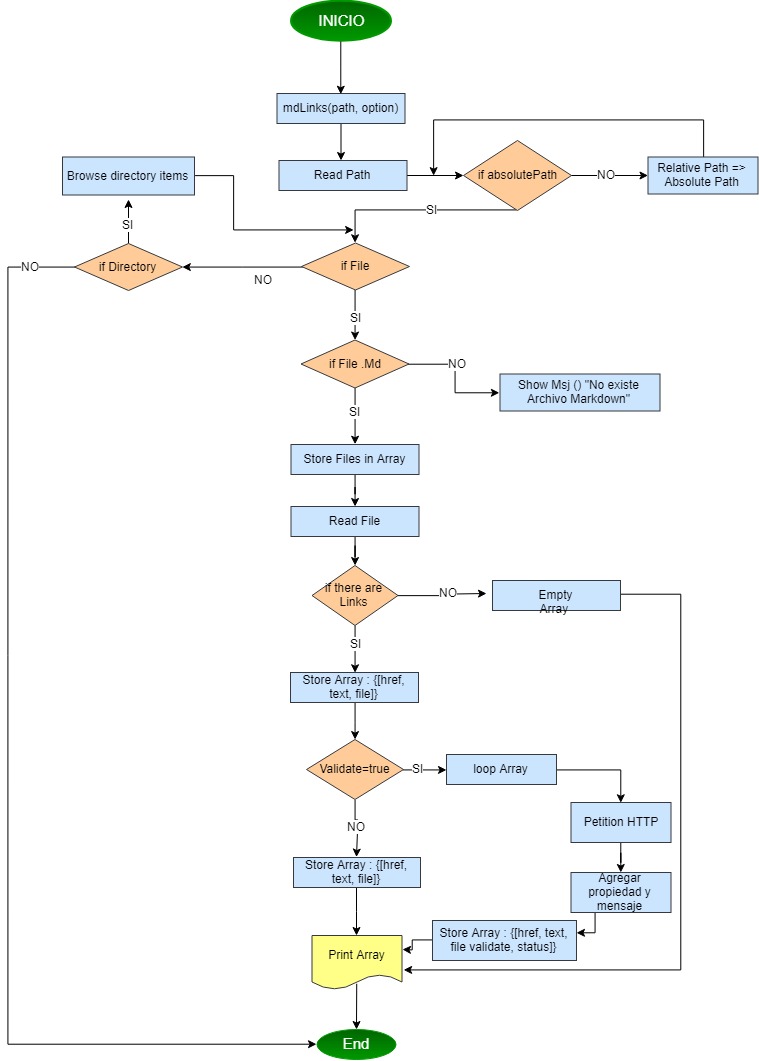 INICIO
mdLinks(path, option)
Read Path
if absolutePath
NO
Relative Path =>
Absolute Path
SI
Browse directory items
SI
if Directory
NO
NO
if File
SI
if File .Md
NO
Show Msj () "No existe
Archivo Markdown"
SI
Store Files in Array
Read File
if there are
Links
NO
Empty
Array
SI
Store Array : {[href,
text, file]}
Validate=true
SI
loop Array
Petition HTTP
NO
Store Array : {[href,
text, file]}
Agregar
propiedad y
mensaje
Store Array : {[href, text,
file validate, status]}
Print Array
End